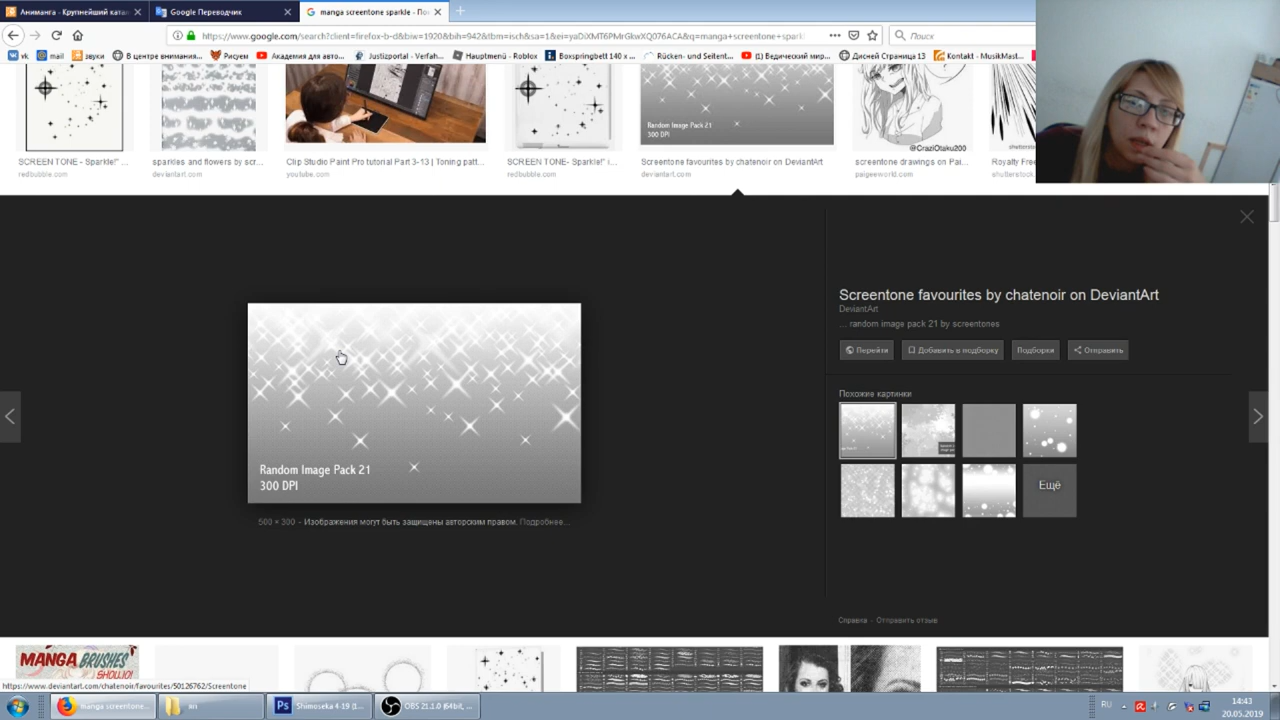 Аниманга - Крупнейший катал
Google Переводчик
manga screentone sparkle - По
https://www.google.com/search?client=firefox-b-d&biw=1920&bih=942&tbm=isch&sa=1&ei=yaDiXMT6PMrGkwXQ076ACA&q=manga+screentone+spark
Поиск
vk
mail
звуки
В центре внимания...
Рисуем
Академия для авто...
Justizportal - Verfah...
Hauptmenü - Roblox
Boxspringbett 140 x ...
Rücken- und Seitent...
(1) Ведический мир...
Дисней Страница 13
Kontakt - MusikMast...
Random Image Pack 21
300 DPI
@CraziOtaku200
SCREEN TONE - Sparkle!" ...
sparkles and flowers by scr...
Clip Studio Paint Pro tutorial Part 3-13 | Toning patt...
SCREEN TONE- Sparkle!" i...
Screentone favourites by chatenoir on DeviantArt
screentone drawings on Pai...
Royalty Free
redbubble.com
deviantart.com
youtube.com
redbubble.com
deviantart.com
paigeworld.com
shutterstock.
Screentone favourites by chatenoir on DeviantArt
DeviantArt
... random image pack 21 by screentones
Перейти
Добавить в подборку
Подборки
Отправить
Похожие картинки
Ещё
Random Image Pack 21
300 DPI
500 × 300 - Изображения могут быть защищены авторским правом. Подробнее...
Справка - Отправить отзыв
MANGA BRUSHES
SHOUJO!
https://www.deviantart.com/chatenoir/favourites/50126762/Screentone
manga screentone...
an
Shimoseka 4-19 (1...
OBS 21.1.0 (64bit, ...
RU
14:43
20.05.2019